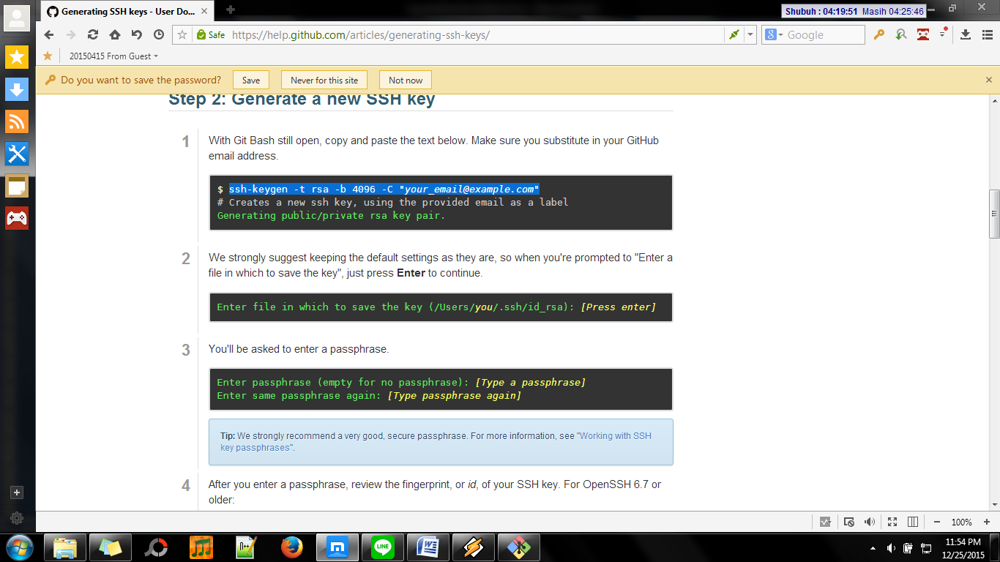 Generating SSH keys - User Do...
Shubuh : 04:19:51 Masih 04:25:46
Safe https://help.github.com/articles/generating-ssh-keys/
Google
20150415 From Guest
Do you want to save the password? Save Never for this site Not now
Step 2: Generate a new SSH key
1 With Git Bash still open, copy and paste the text below. Make sure you substitute in your GitHub
email address.
$ ssh-keygen -t rsa -b 4096 -C "your_email@example.com"
# Creates a new ssh key, using the provided email as a label
Generating public/private rsa key pair.
2 We strongly suggest keeping the default settings as they are, so when you're prompted to "Enter a
file in which to save the key", just press Enter to continue.
Enter file in which to save the key (/Users/you/.ssh/id_rsa): [Press enter]
3 You'll be asked to enter a passphrase.
Enter passphrase (empty for no passphrase): [Type a passphrase]
Enter same passphrase again: [Type passphrase again]
Tip: We strongly recommend a very good, secure passphrase. For more information, see "Working with SSH
key passphrases".
4 After you enter a passphrase, review the fingerprint, or id, of your SSH key. For OpenSSH 6.7 or
older:
100%
LINE
11:54 PM
12/25/2015